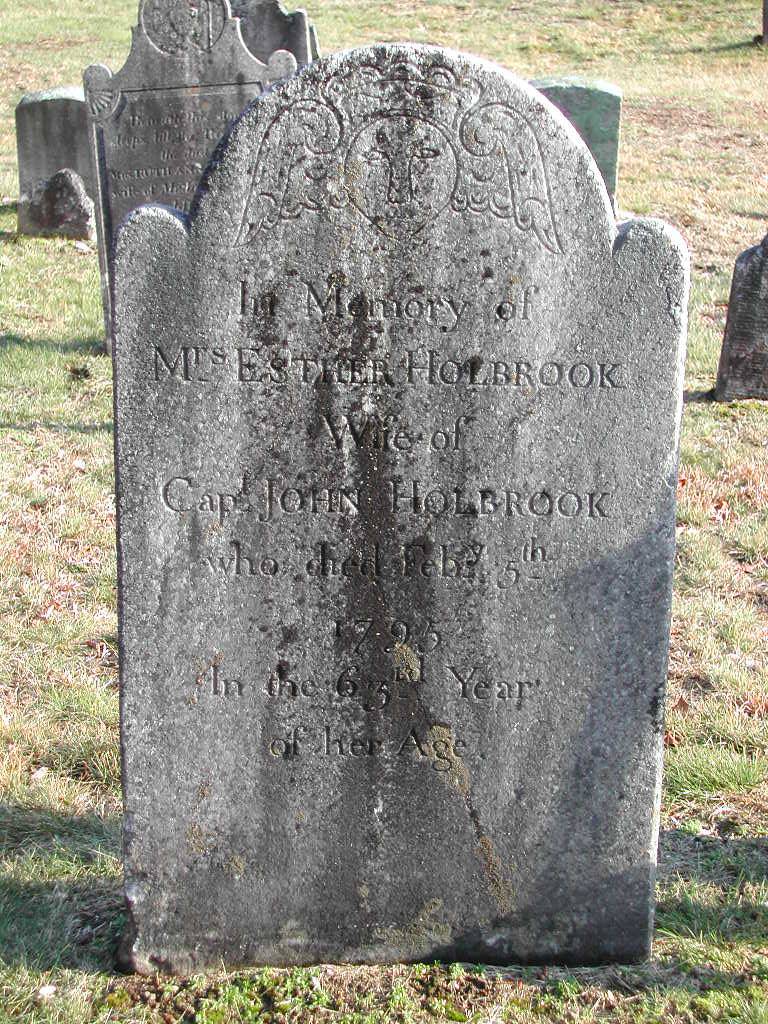 In Memory of
Mrs ESTHER HOLBROOK
Wife of
Capt JOHN HOLBROOK
who died Feby 5th
1795
In the 63rd Year
of her Age